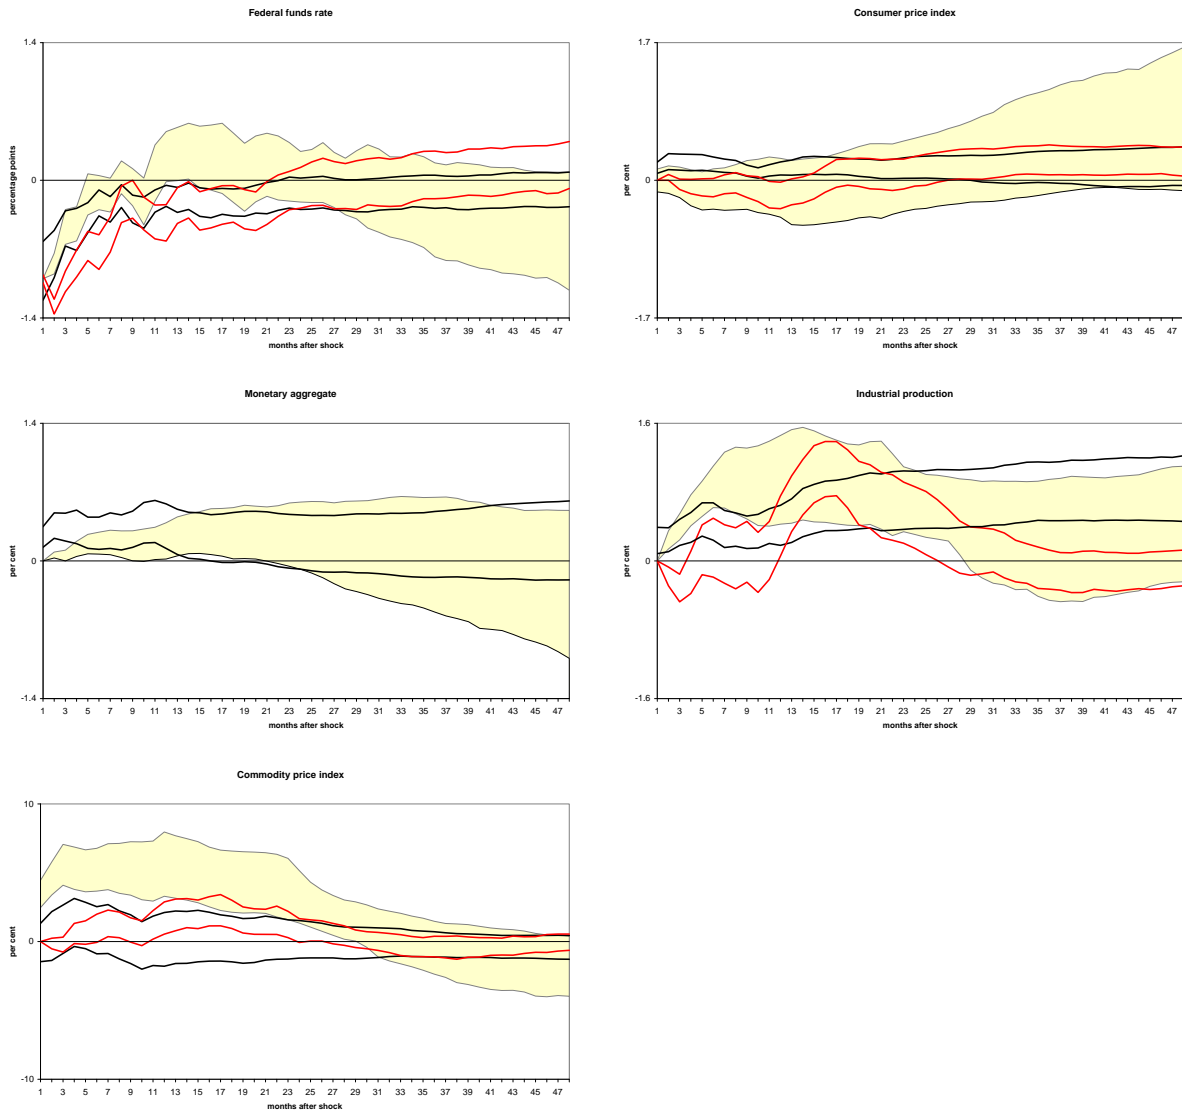 Federal funds rate
1.4
0
-1.4
per centage points
1 3 5 7 9 11 13 15 17 19 21 23 25 27 29 31 33 35 37 39 41 43 45 47
months after shock
Consumer price index
1.7
0
-1.7
per cent
1 3 5 7 9 11 13 15 17 19 21 23 25 27 29 31 33 35 37 39 41 43 45 47
months after shock
Monetary aggregate
1.4
0
-1.4
per cent
1 3 5 7 9 11 13 15 17 19 21 23 25 27 29 31 33 35 37 39 41 43 45 47
months after shock
Industrial production
1.6
0
-1.6
per cent
1 3 5 7 9 11 13 15 17 19 21 23 25 27 29 31 33 35 37 39 41 43 45 47
months after shock
Commodity price index
10
0
-10
per cent
1 3 5 7 9 11 13 15 17 19 21 23 25 27 29 31 33 35 37 39 41 43 45 47
months after shock